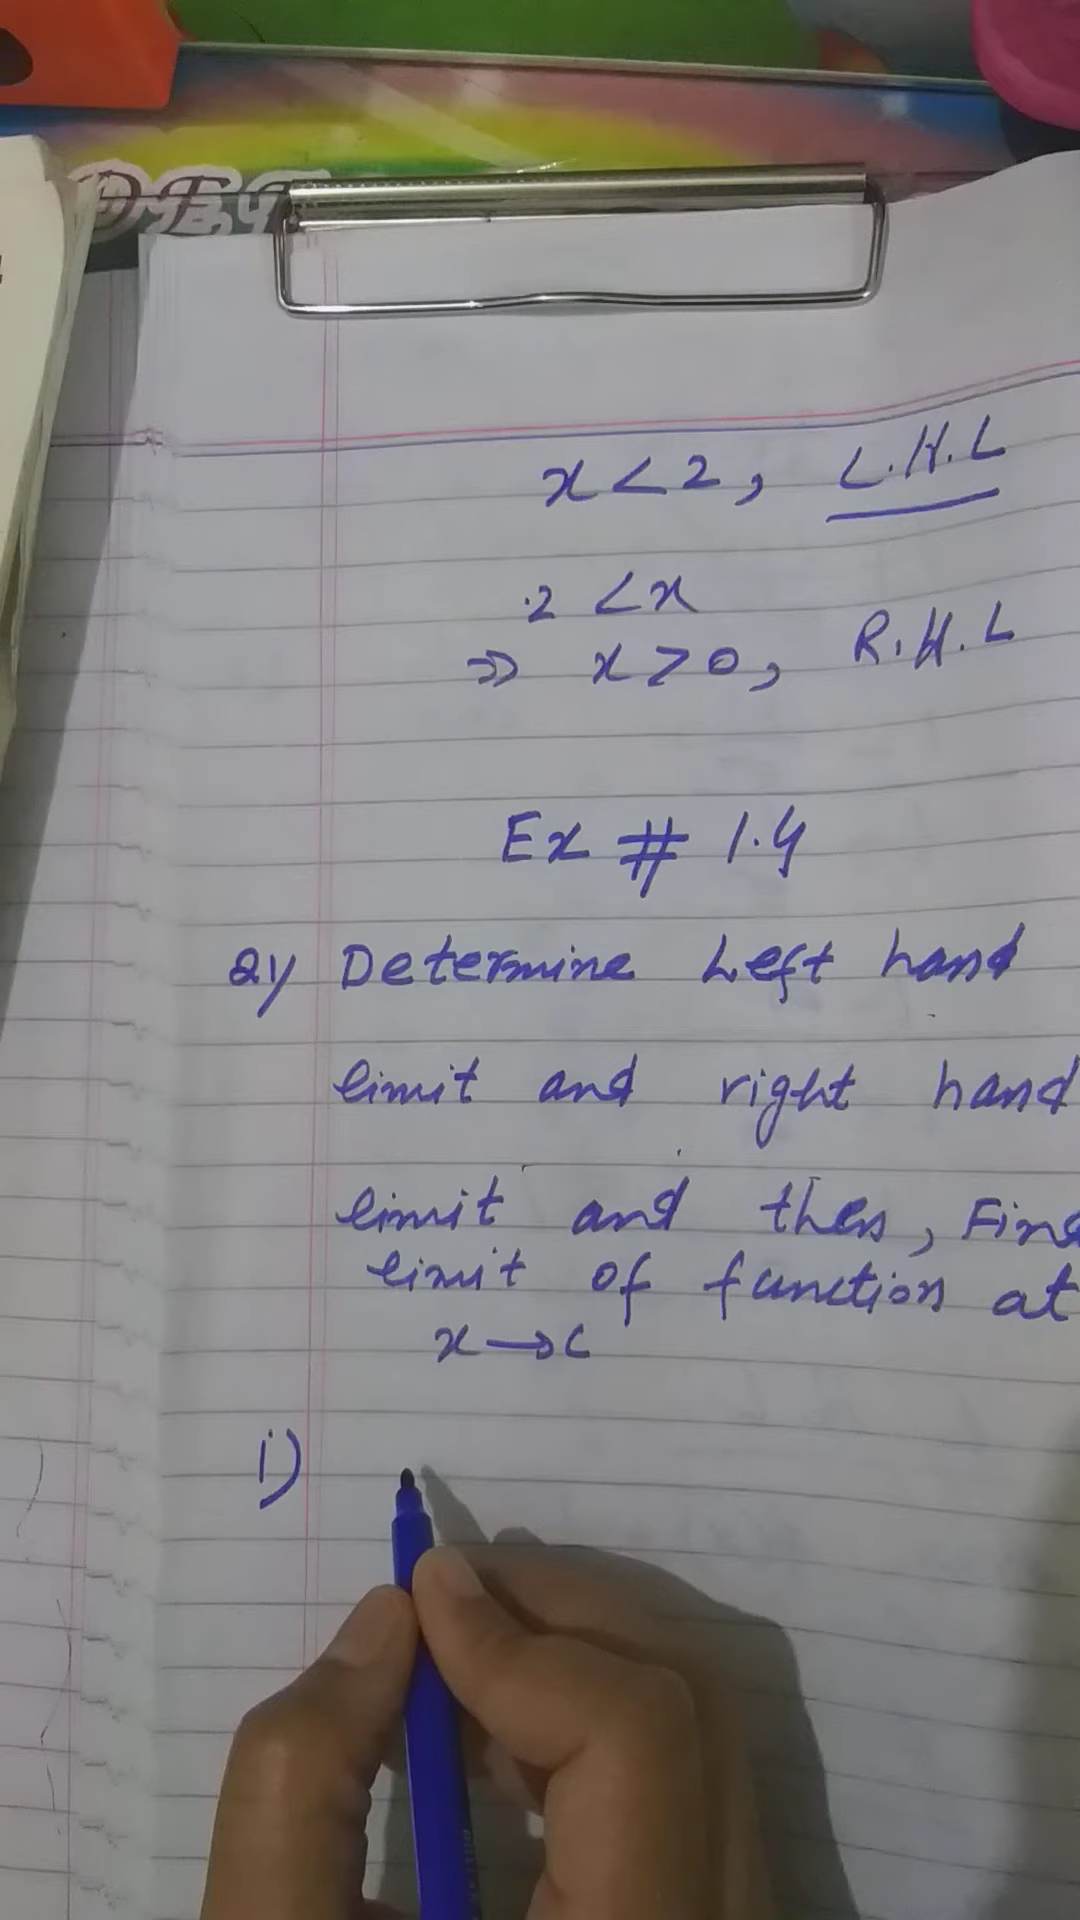 x < 2, L.H.L
2 < x
⇒ x > 0, R.H.L
Ex # 1.4
Q1) Determine Left hand
limit and right hand
limit and then, Find
limit of function at
x → c
i)